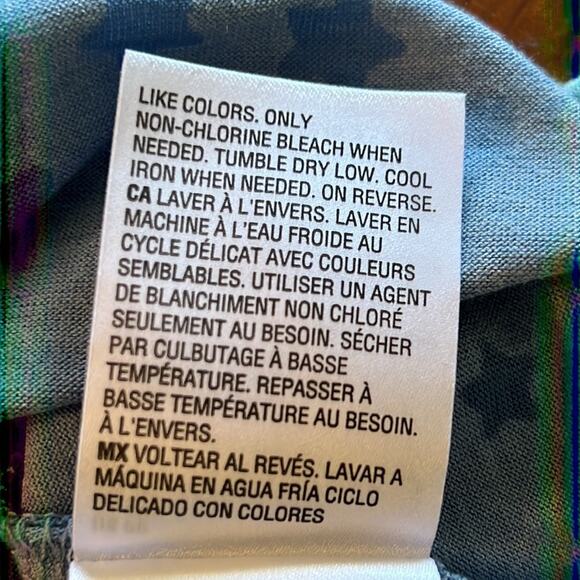 LIKE COLORS. ONLY
NON-CHLORINE BLEACH WHEN
NEEDED. TUMBLE DRY LOW. COOL
IRON WHEN NEEDED. ON REVERSE.
CA LAVER À L'ENVERS. LAVER EN
MACHINE À L'EAU FROIDE AU
CYCLE DÉLICAT AVEC COULEURS
SEMBLABLES. UTILISER UN AGENT
DE BLANCHIMENT NON CHLORÉ
SEULEMENT AU BESOIN. SÉCHER
PAR CULBUTAGE À BASSE
TEMPÉRATURE. REPASSER À
BASSE TEMPÉRATURE AU BESOIN.
À L'ENVERS.
MX VOLTEAR AL REVÉS. LAVAR A
MÁQUINA EN AGUA FRÍA CICLO
DELICADO CON COLORES